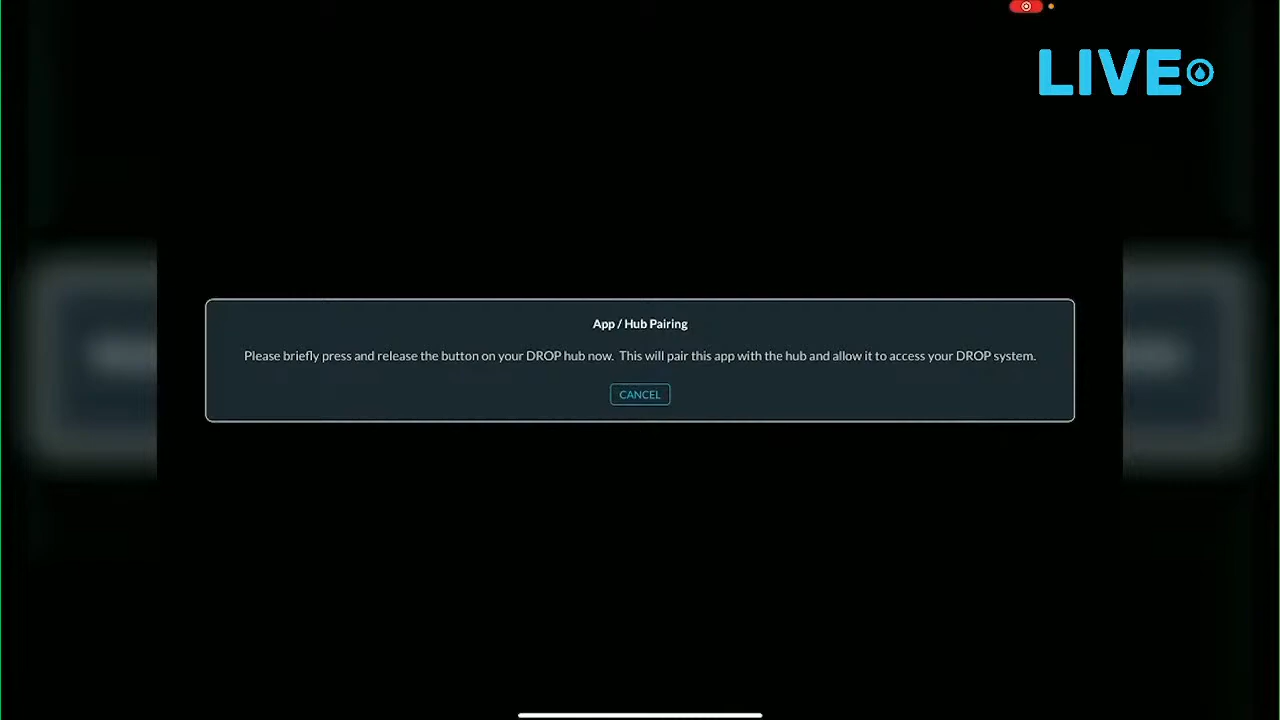 LIVE
App / Hub Pairing
Please briefly press and release the button on your DROP hub now.  This will pair this app with the hub and allow it to access your DROP system.
CANCEL